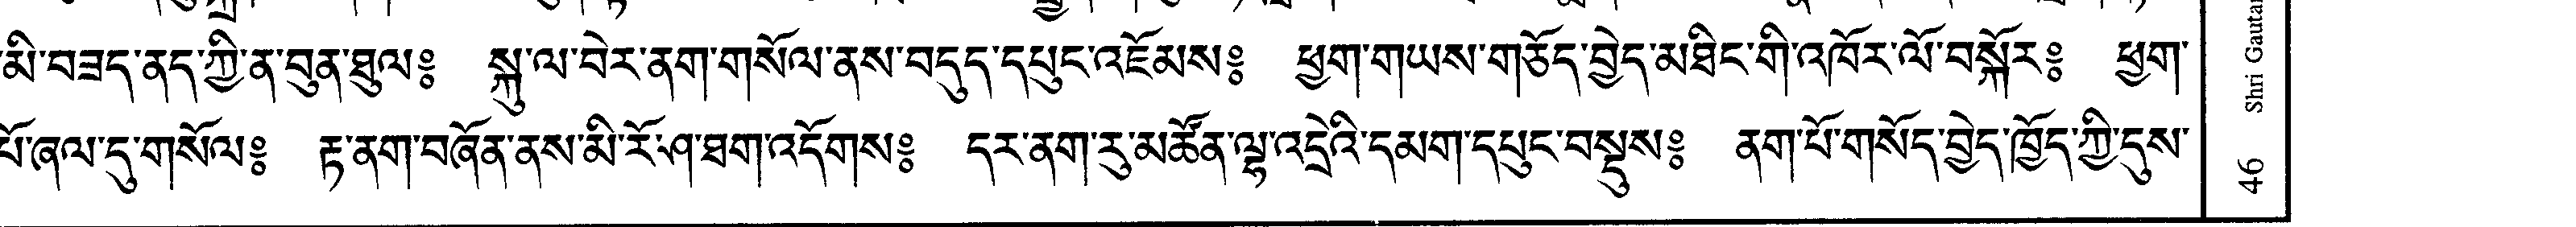 མི་བཟད་ནད་ཀྱི་ན་བུན་ཐུལ༔ སྐུ་ལ་བེར་ནག་གསོལ་ནས་བདུད་དཔུང་འཇོམས༔ ཕྱག་གཡས་གཅོད་བྱེད་མཐིང་གི་འཁོར་ལོ་བསྐོར༔ ཕྱག་
པོ་ཞལ་དུ་གསོལ༔ རྟ་ནག་བཞོན་ནས་མི་རོ་ཤ་ཐག་འདོགས༔ དར་ནག་རུ་མཚོན་ལྷ་འདྲེའི་དམག་དཔུང་བསྡུས༔ ནག་པོ་གསོད་བྱེད་ཁྱོད་ཀྱི་དུས་
Shri Gautam
46